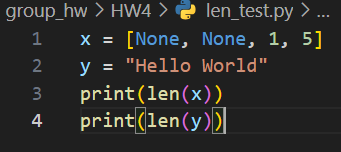 group_hw > HW4 > len_test.py > ...
1 x = [None, None, 1, 5]
2 y = "Hello World"
3 print(len(x))
4 print(len(y))